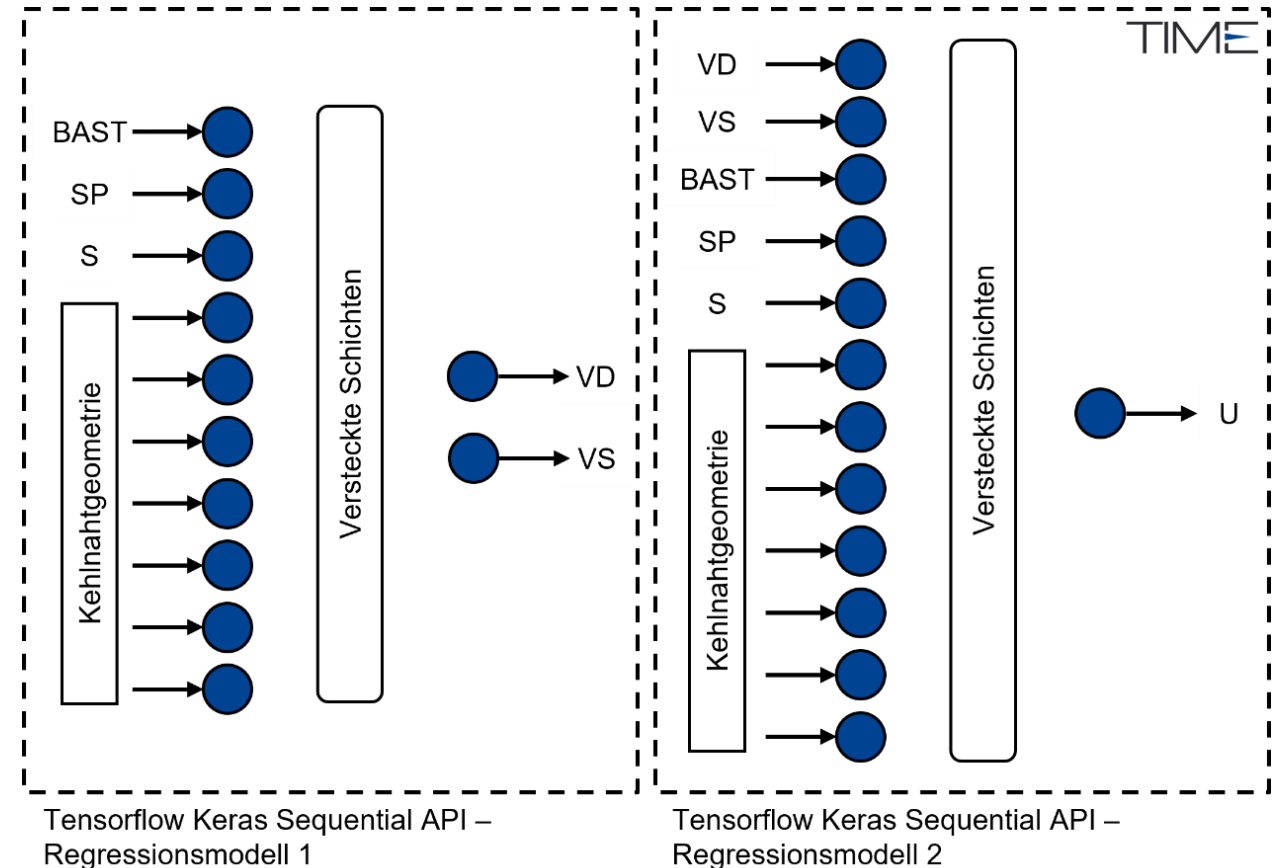 BAST
SP
S
Kehlnahtgeometrie
Versteckte Schichten
VD
VS
Tensorflow Keras Sequential API –
Regressionsmodell 1
TIME
VD
VS
BAST
SP
S
Kehlnahtgeometrie
Versteckte Schichten
U
Tensorflow Keras Sequential API –
Regressionsmodell 2